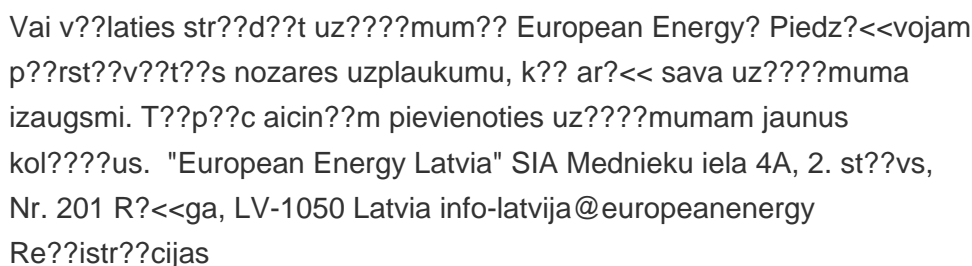 Vai v??laties str??d??t uz????mum?? European Energy? Piedz?<<vojam
p??rst??v??t??s nozares uzplaukumu, k?? ar?<< sava uz????muma
izaugsmi. T??p??c aicin??m pievienoties uz????mumam jaunus
kol????us.  "European Energy Latvia" SIA Mednieku iela 4A, 2. st??vs,
Nr. 201 R?<<ga, LV-1050 Latvia info-latvija@europeanenergy
Re??istr??cijas